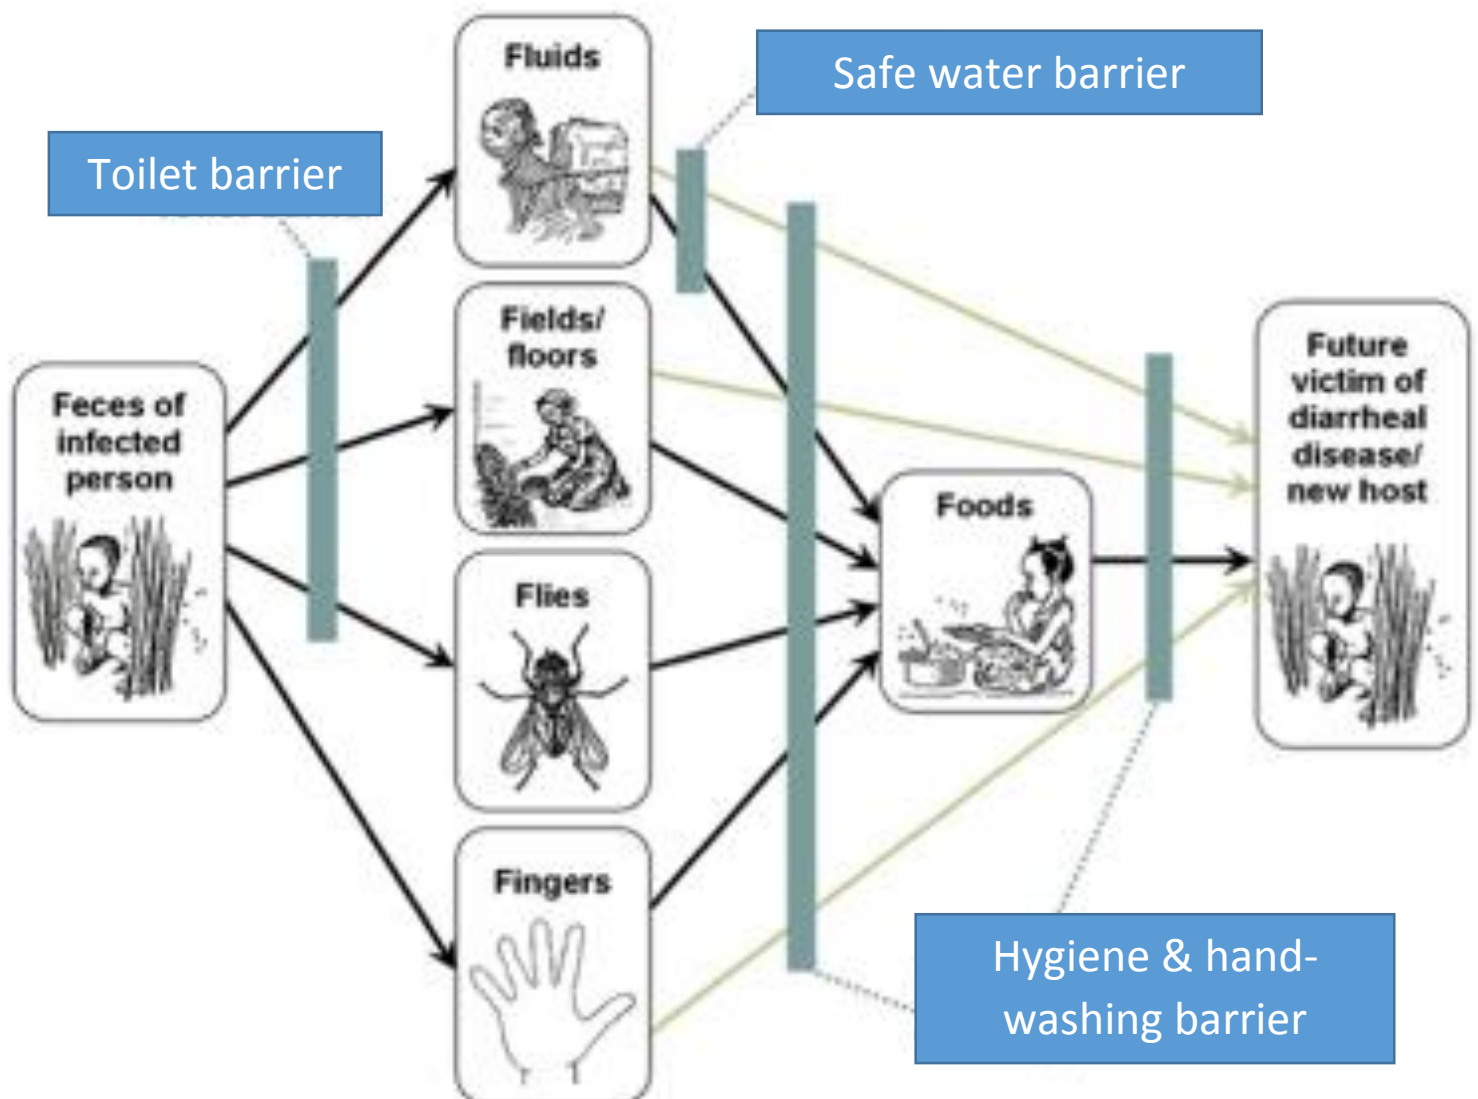 Fluids
Safe water barrier
Toilet barrier
Fields/
floors
Feces of
infected
person
Future
victim of
diarrheal
disease/
new host
Foods
Flies
Fingers
Hygiene & hand-
washing barrier